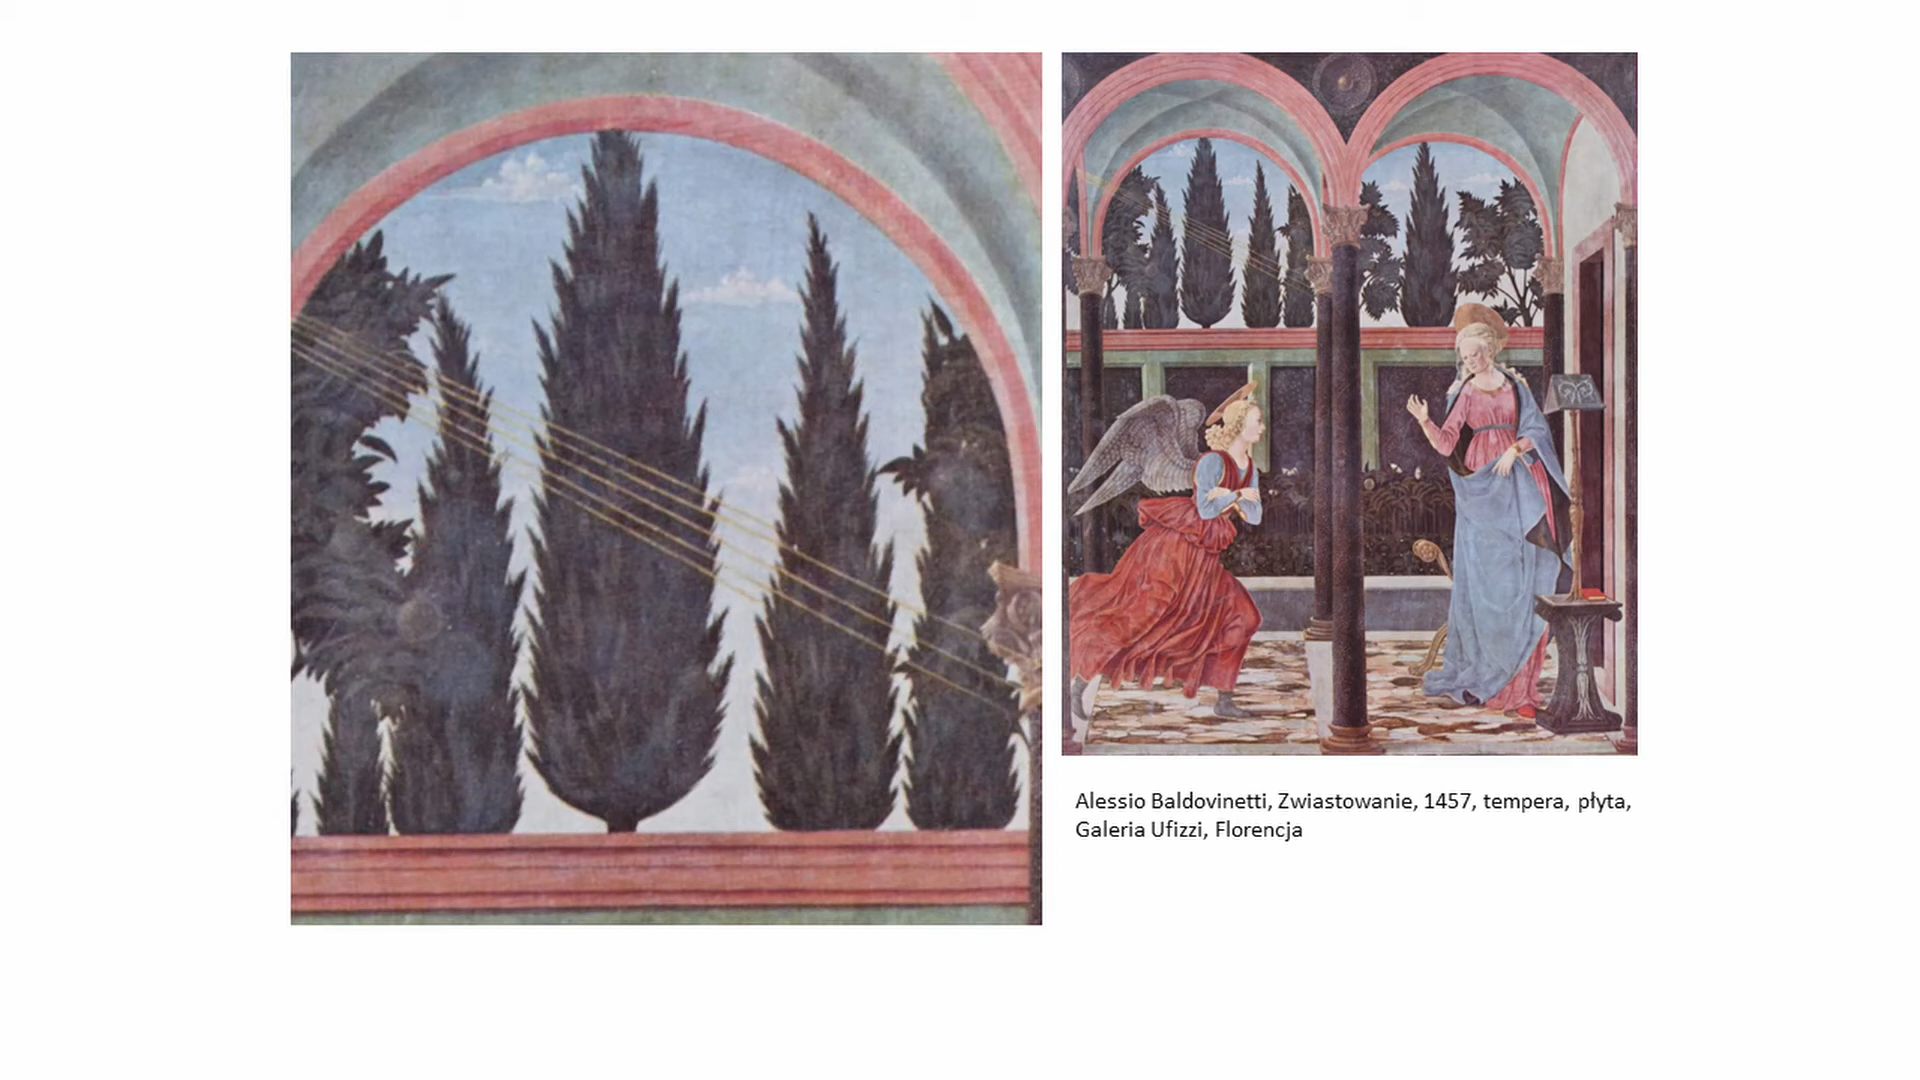 Alessio Baldovinetti, Zwiastowanie, 1457, tempera, płyta,
Galeria Ufizzi, Florencja